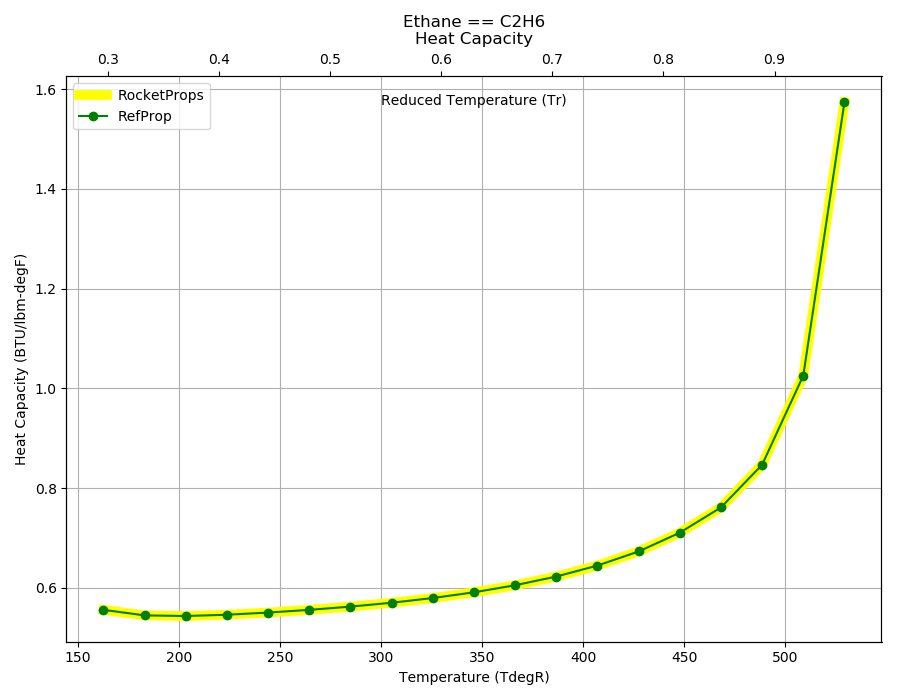 Ethane == C2H6
Heat Capacity
0.3 0.4 0.5 0.6 0.7 0.8 0.9
Reduced Temperature (Tr)
RocketProps
RefProp
1.6
1.4
1.2
1.0
0.8
0.6
Heat Capacity (BTU/lbm-degF)
150 200 250 300 350 400 450 500
Temperature (TdegR)